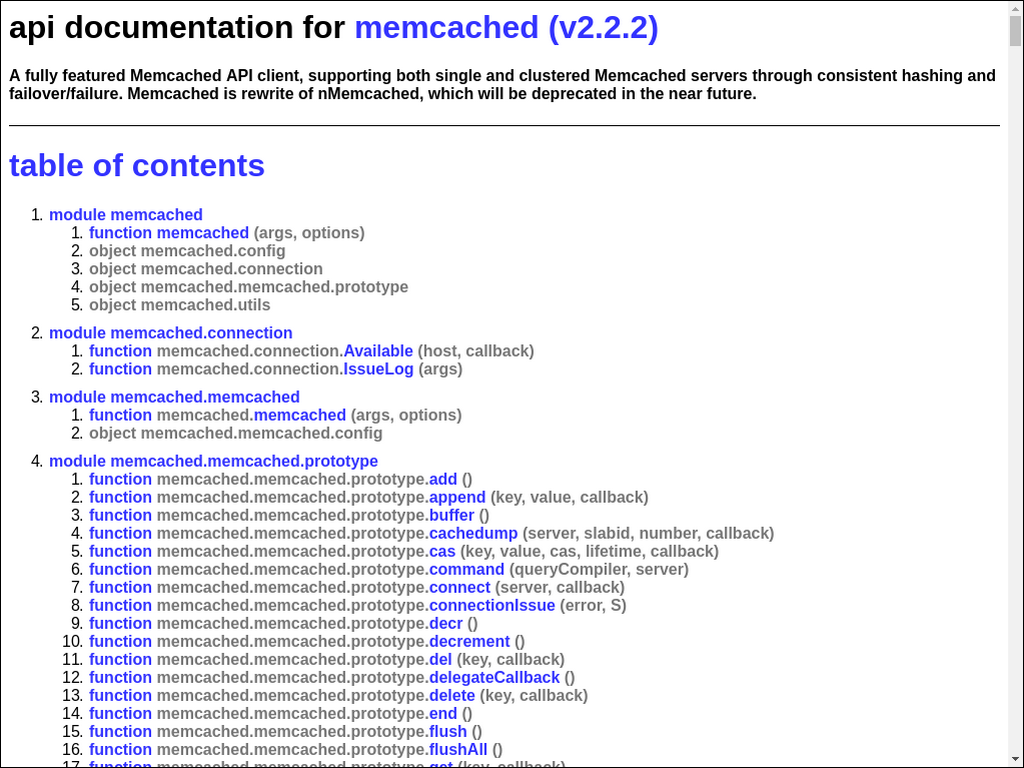 api documentation for memcached (v2.2.2)
A fully featured Memcached API client, supporting both single and clustered Memcached servers through consistent hashing and
failover/failure. Memcached is rewrite of nMemcached, which will be deprecated in the near future.
table of contents
1. module memcached
1. function memcached (args, options)
2. object memcached.config
3. object memcached.connection
4. object memcached.memcached.prototype
5. object memcached.utils
2. module memcached.connection
1. function memcached.connection.Available (host, callback)
2. function memcached.connection.IssueLog (args)
3. module memcached.memcached
1. function memcached.memcached (args, options)
2. object memcached.memcached.config
4. module memcached.memcached.prototype
1. function memcached.memcached.prototype.add ()
2. function memcached.memcached.prototype.append (key, value, callback)
3. function memcached.memcached.prototype.buffer ()
4. function memcached.memcached.prototype.cachedump (server, slabid, number, callback)
5. function memcached.memcached.prototype.cas (key, value, cas, lifetime, callback)
6. function memcached.memcached.prototype.command (queryCompiler, server)
7. function memcached.memcached.prototype.connect (server, callback)
8. function memcached.memcached.prototype.connectionIssue (error, S)
9. function memcached.memcached.prototype.decr ()
10. function memcached.memcached.prototype.decrement ()
11. function memcached.memcached.prototype.del (key, callback)
12. function memcached.memcached.prototype.delegateCallback ()
13. function memcached.memcached.prototype.delete (key, callback)
14. function memcached.memcached.prototype.end ()
15. function memcached.memcached.prototype.flush ()
16. function memcached.memcached.prototype.flushAll ()
17. function memcached.memcached.prototype.get (key, callback)